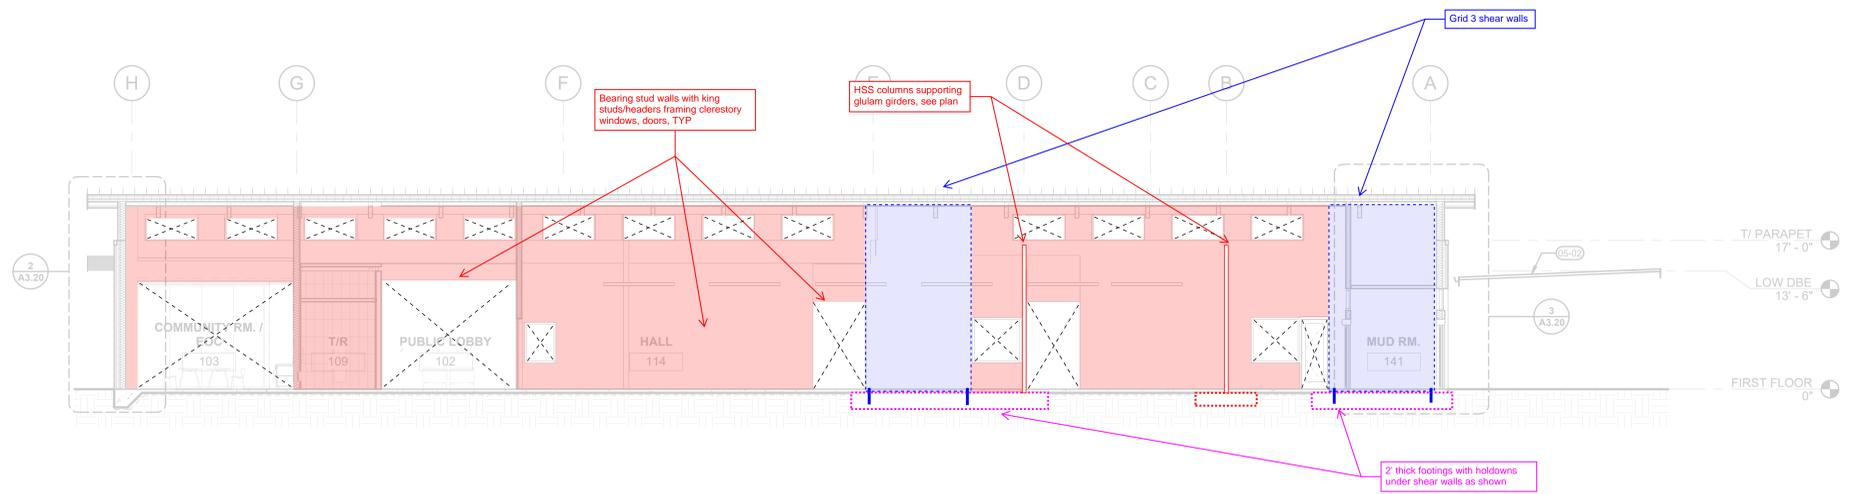 Grid 3 shear walls
H
G
F
E
D
C
B
A
Bearing stud walls with king
studs/headers framing clerestory
windows, doors, TYP
HSS columns supporting
glulam girders, see plan
T/ PARAPET
17' - 0"
05-02
2
A3.20
LOW DBE
13' - 6"
3
A3.20
COMMUNITY RM. /
EOC
103
T/R
109
PUBLIC LOBBY
102
HALL
114
MUD RM.
141
FIRST FLOOR
0"
2' thick footings with holdowns
under shear walls as shown